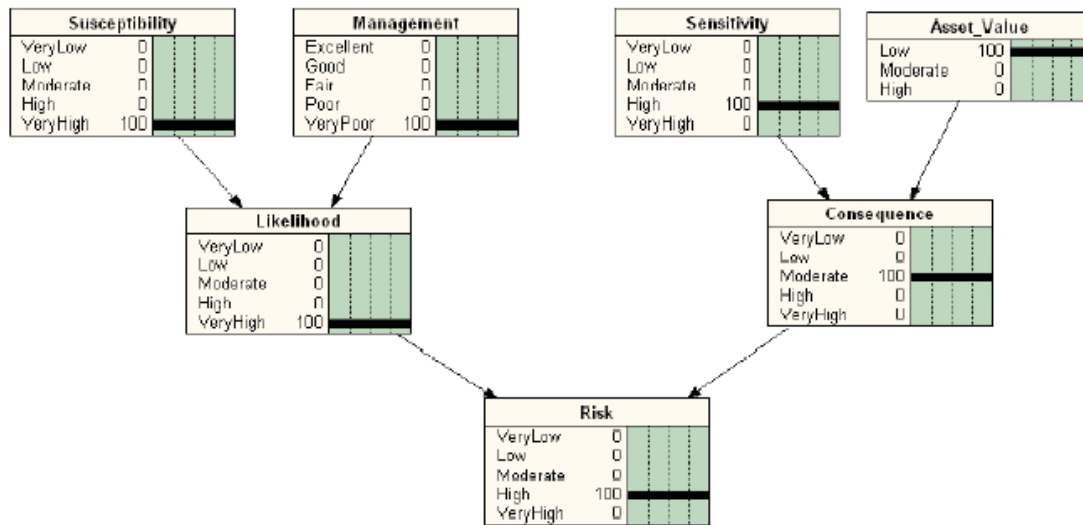 Susceptibility
VeryLow 0
Low 0
Moderate 0
High 0
VeryHigh 100
Management
Excellent 0
Good 0
Fair 0
Poor 0
VeryPoor 100
Sensitivity
VeryLow 0
Low 0
Moderate 0
High 100
VeryHigh 0
Asset_Value
Low 100
Moderate 0
High 0
Likelihood
VeryLow 0
Low 0
Moderate 0
High 0
VeryHigh 100
Consequence
VeryLow 0
Low 0
Moderate 100
High 0
VeryHigh 0
Risk
VeryLow 0
Low 0
Moderate 0
High 100
VeryHigh 0